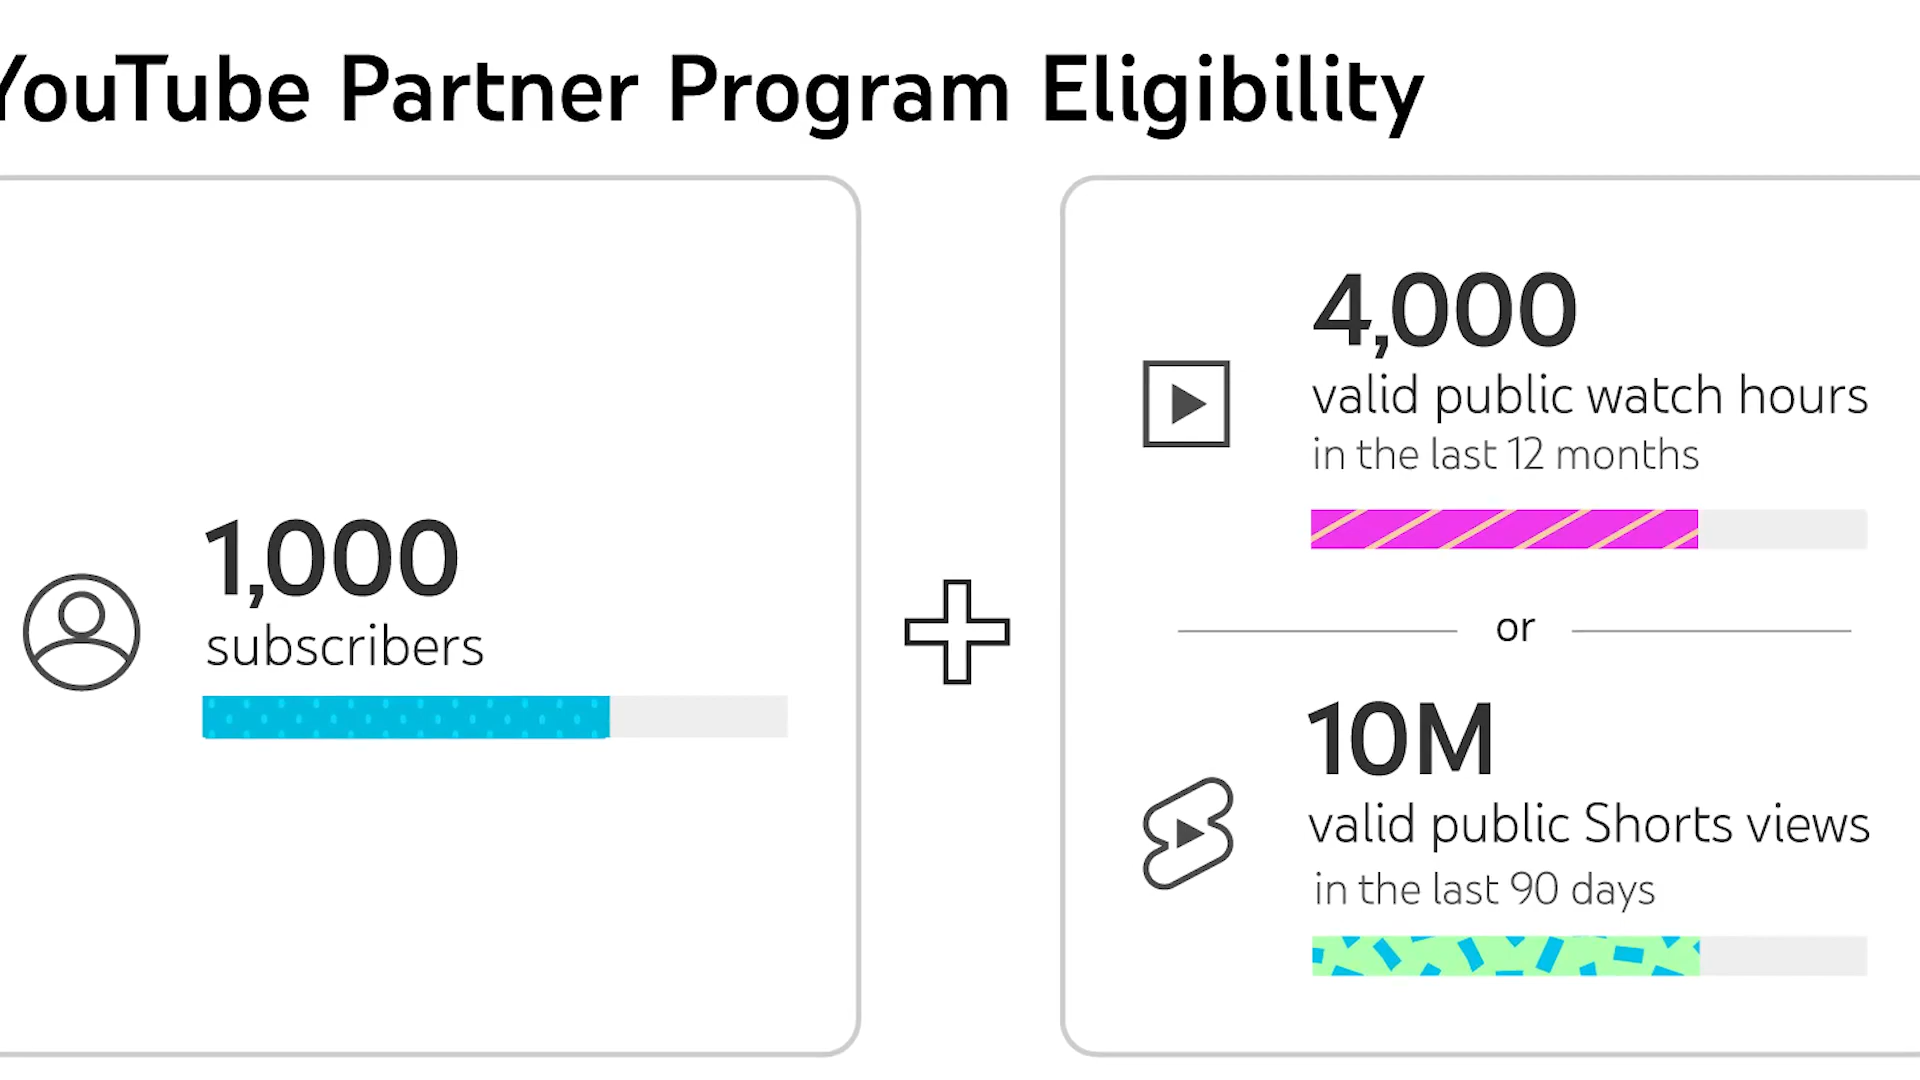 YouTube Partner Program Eligibility
1,000
subscribers
4,000
valid public watch hours
in the last 12 months
or
10M
valid public Shorts views
in the last 90 days